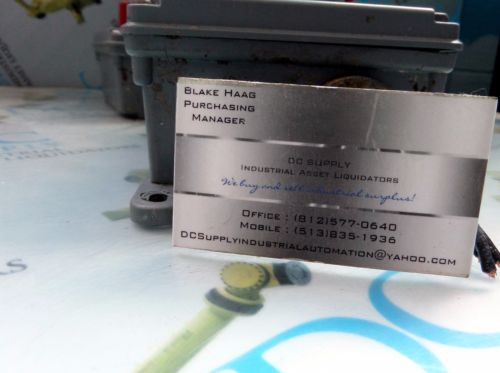 Blake Haag
Purchasing
Manager
DC Supply
Industrial Asset Liquidators
We buy and sell industrial surplus!
Office : (812)577-0640
Mobile : (513)835-1936
DCSupplyindustrialautomation@yahoo.com